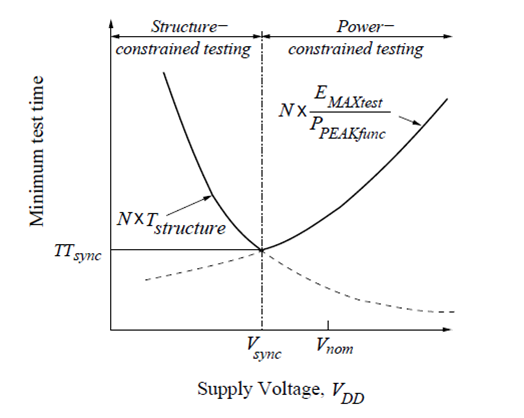 Structure− Power−
constrained testing constrained testing
N×E_MAXtest/P_PEAKfunc
Minimum test time
N×T_structure
TT_sync
V_sync V_nom
Supply Voltage, V_DD